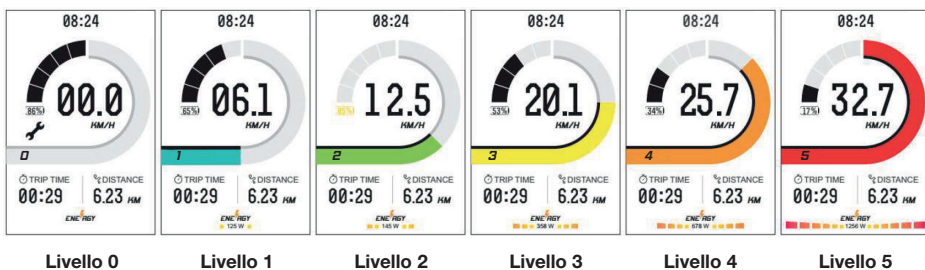 08:24
86%
00.0
KM/H
0
TRIP TIME DISTANCE
00:29 6.23 KM
ENERGY
Livello 0
08:24
65%
06.1
KM/H
1
TRIP TIME DISTANCE
00:29 6.23 KM
ENERGY
125 W
Livello 1
08:24
12.5
KM/H
2
TRIP TIME DISTANCE
00:29 6.23 KM
ENERGY
145 W
Livello 2
08:24
53%
20.1
KM/H
3
TRIP TIME DISTANCE
00:29 6.23 KM
ENERGY
358 W
Livello 3
08:24
34%
25.7
KM/H
4
TRIP TIME DISTANCE
00:29 6.23 KM
ENERGY
678 W
Livello 4
08:24
17%
32.7
KM/H
5
TRIP TIME DISTANCE
00:29 6.23 KM
ENERGY
1256 W
Livello 5